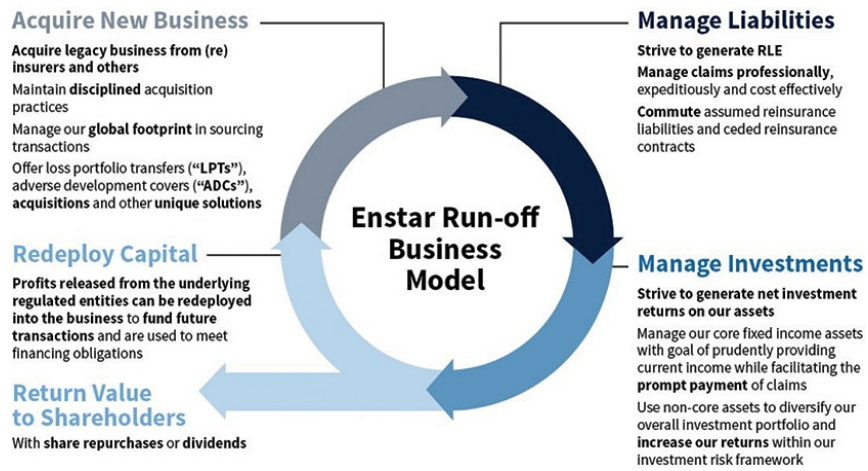 Acquire New Business
Acquire legacy business from (re)
insurers and others
Maintain disciplined acquisition
practices
Manage our global footprint in sourcing
transactions
Offer loss portfolio transfers (“LPTs”),
adverse development covers (“ADCs”),
acquisitions and other unique solutions
Manage Liabilities
Strive to generate RLE
Manage claims professionally,
expeditiously and cost effectively
Commute assumed reinsurance
liabilities and ceded reinsurance
contracts
Enstar Run-off
Business
Model
Redeploy Capital
Profits released from the underlying
regulated entities can be redeployed
into the business to fund future
transactions and are used to meet
financing obligations
Manage Investments
Strive to generate net investment
returns on our assets
Manage our core fixed income assets
with goal of prudently providing
current income while facilitating the
prompt payment of claims
Use non-core assets to diversify our
overall investment portfolio and
increase our returns within our
investment risk framework
Return Value
to Shareholders
With share repurchases or dividends